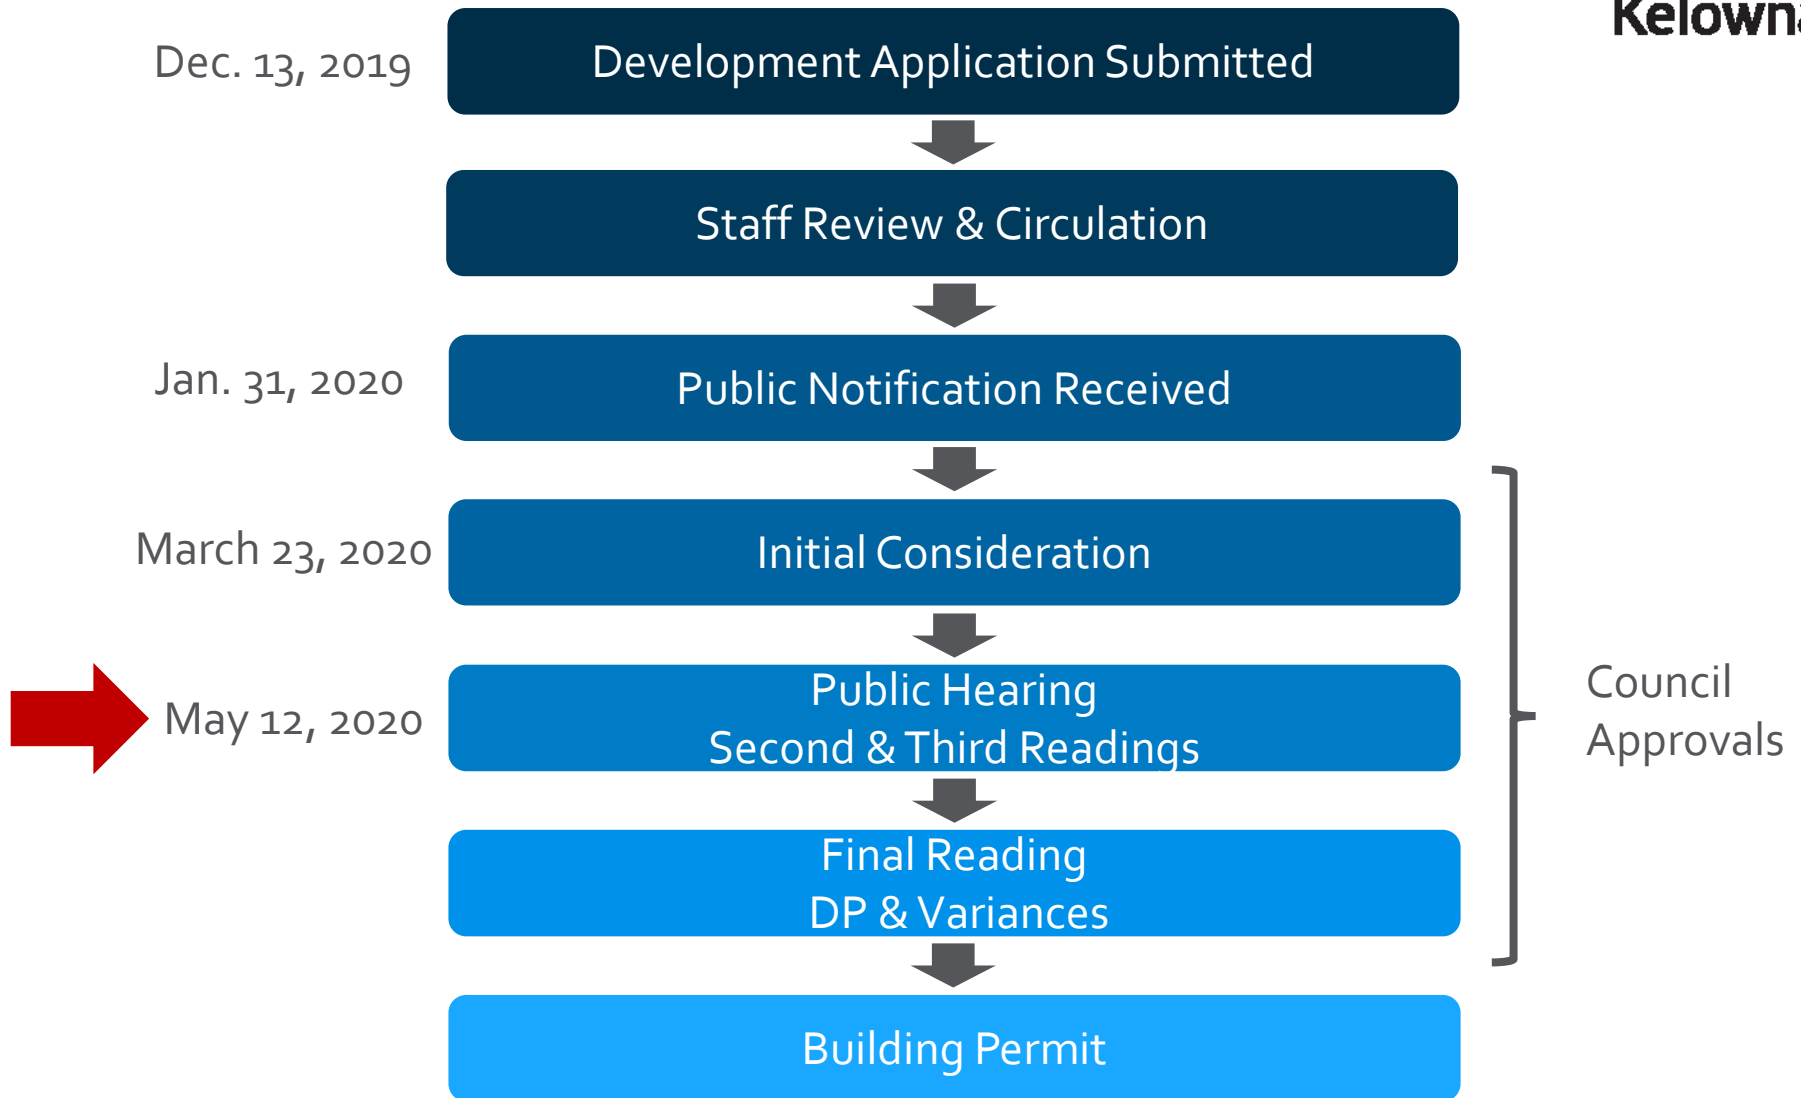 Kelowna
Dec. 13, 2019
Development Application Submitted
Staff Review & Circulation
Jan. 31, 2020
Public Notification Received
March 23, 2020
Initial Consideration
May 12, 2020
Public Hearing
Second & Third Readings
Council
Approvals
Final Reading
DP & Variances
Building Permit